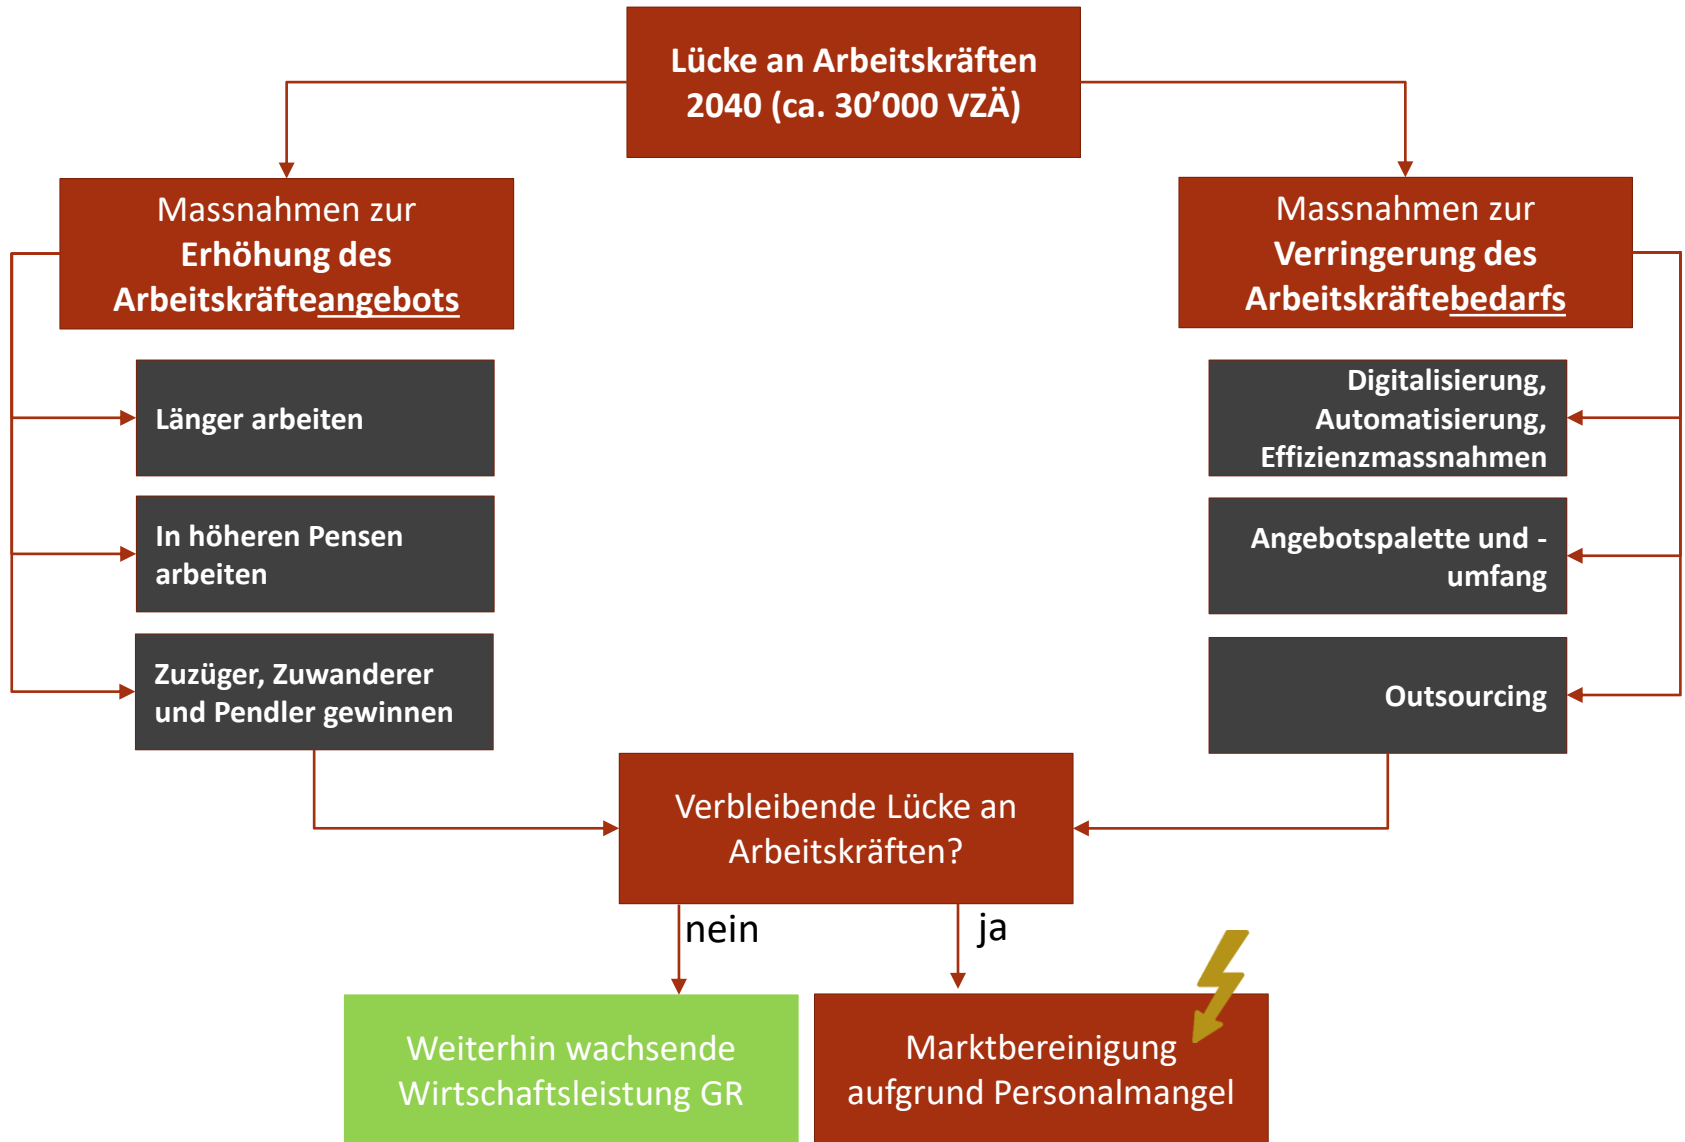 Lücke an Arbeitskräften
2040 (ca. 30’000 VZÄ)
Massnahmen zur
Erhöhung des
Arbeitskräfteangebots
Massnahmen zur
Verringerung des
Arbeitskräftebedarfs
Länger arbeiten
In höheren Pensen
arbeiten
Zuzüger, Zuwanderer
und Pendler gewinnen
Digitalisierung,
Automatisierung,
Effizienzmassnahmen
Angebotspalette und -
umfang
Outsourcing
Verbleibende Lücke an
Arbeitskräften?
nein
ja
Weiterhin wachsende
Wirtschaftsleistung GR
Marktbereinigung
aufgrund Personalmangel